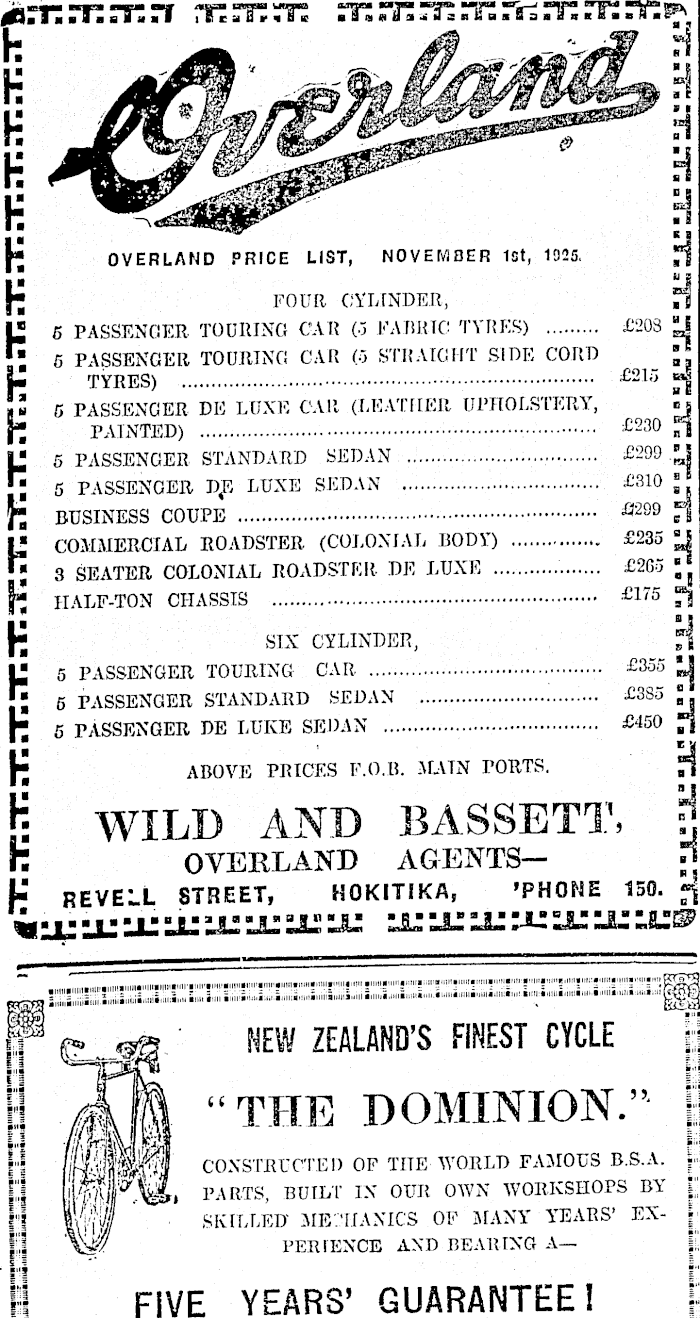 Overland
OVERLAND PRICE LIST, NOVEMBER 1st, 1925.
FOUR CYLINDER,
5 PASSENGER TOURING CAR (5 FABRIC TYRES) ......... £208
5 PASSENGER TOURING CAR (5 STRAIGHT SIDE CORD
TYRES) ................................................................ £215
5 PASSENGER DE LUXE CAR (LEATHER UPHOLSTERY,
PAINTED) ............................................................. £230
5 PASSENGER STANDARD SEDAN .............................. £299
5 PASSENGER DE LUXE SEDAN ............................... £310
BUSINESS COUPE ........................................................ £299
COMMERCIAL ROADSTER (COLONIAL BODY) .............. £235
3 SEATER COLONIAL ROADSTER DE LUXE ................. £265
HALF-TON CHASSIS ................................................... £175
SIX CYLINDER,
5 PASSENGER TOURING CAR .................................... £355
5 PASSENGER STANDARD SEDAN ............................ £385
5 PASSENGER DE LUKE SEDAN .................................. £450
ABOVE PRICES F.O.B. MAIN PORTS.
WILD AND BASSETT,
OVERLAND AGENTS—
REVELL STREET, HOKITIKA, 'PHONE 150.
NEW ZEALAND'S FINEST CYCLE
"THE DOMINION."
CONSTRUCTED OF THE WORLD FAMOUS B.S.A.
PARTS, BUILT IN OUR OWN WORKSHOPS BY
SKILLED MECHANICS OF MANY YEARS' EX-
PERIENCE AND BEARING A—
FIVE YEARS' GUARANTEE!